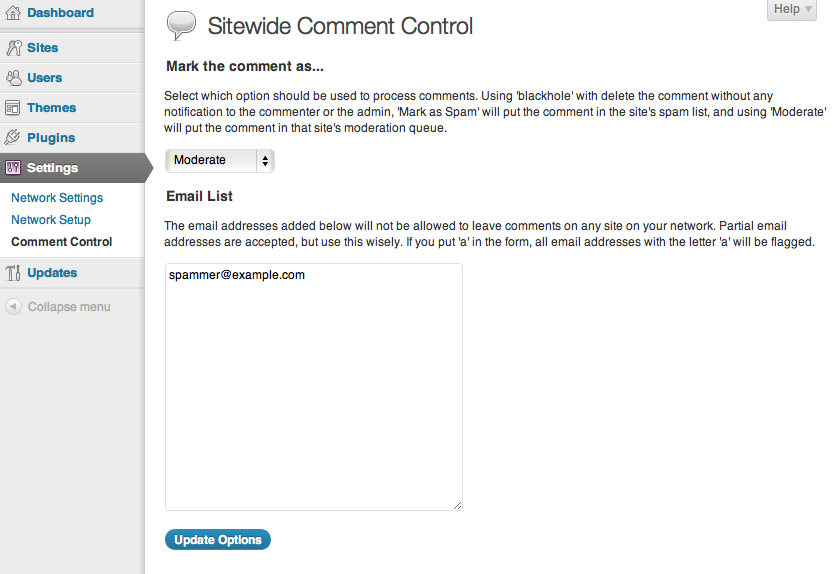 Dashboard
Sites
Users
Themes
Plugins
Settings
Network Settings
Network Setup
Comment Control
Updates
Collapse menu
Help
Sitewide Comment Control
Mark the comment as...
Select which option should be used to process comments. Using 'blackhole' with delete the comment without any
notification to the commenter or the admin, 'Mark as Spam' will put the comment in the site's spam list, and using 'Moderate'
will put the comment in that site's moderation queue.
Moderate
Email List
The email addresses added below will not be allowed to leave comments on any site on your network. Partial email
addresses are accepted, but use this wisely. If you put 'a' in the form, all email addresses with the letter 'a' will be flagged.
spammer@example.com
Update Options